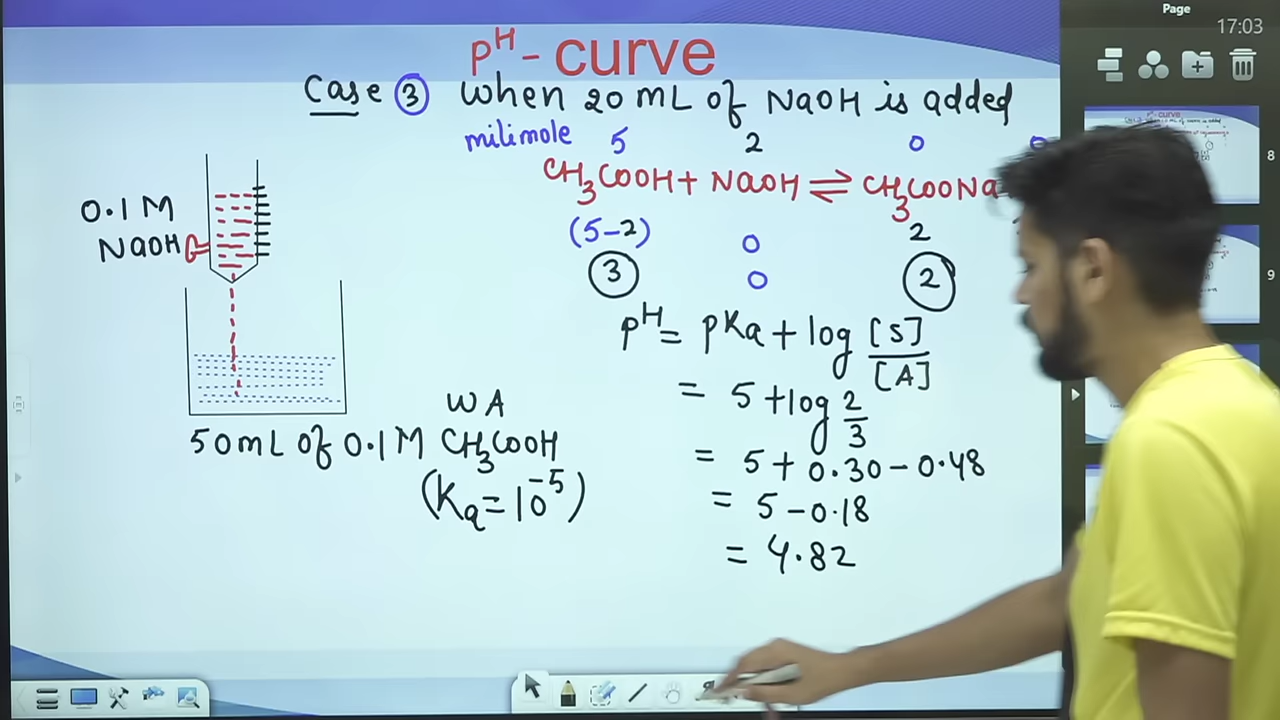 Page
17:03
pH - curve
Case ③ when 20 mL of NaOH is added
milimole 5 2 0 0
CH3COOH + NaOH ⇌ CH3COONa
(5-2) 0 2
③ 0 ②
0.1 M
NaOH
pH = pKa + log [S]/[A]
= 5 + log 2/3
= 5 + 0.30 - 0.48
= 5 - 0.18
= 4.82
WA
50 mL of 0.1 M CH3COOH
(Ka = 10^-5)
8
9